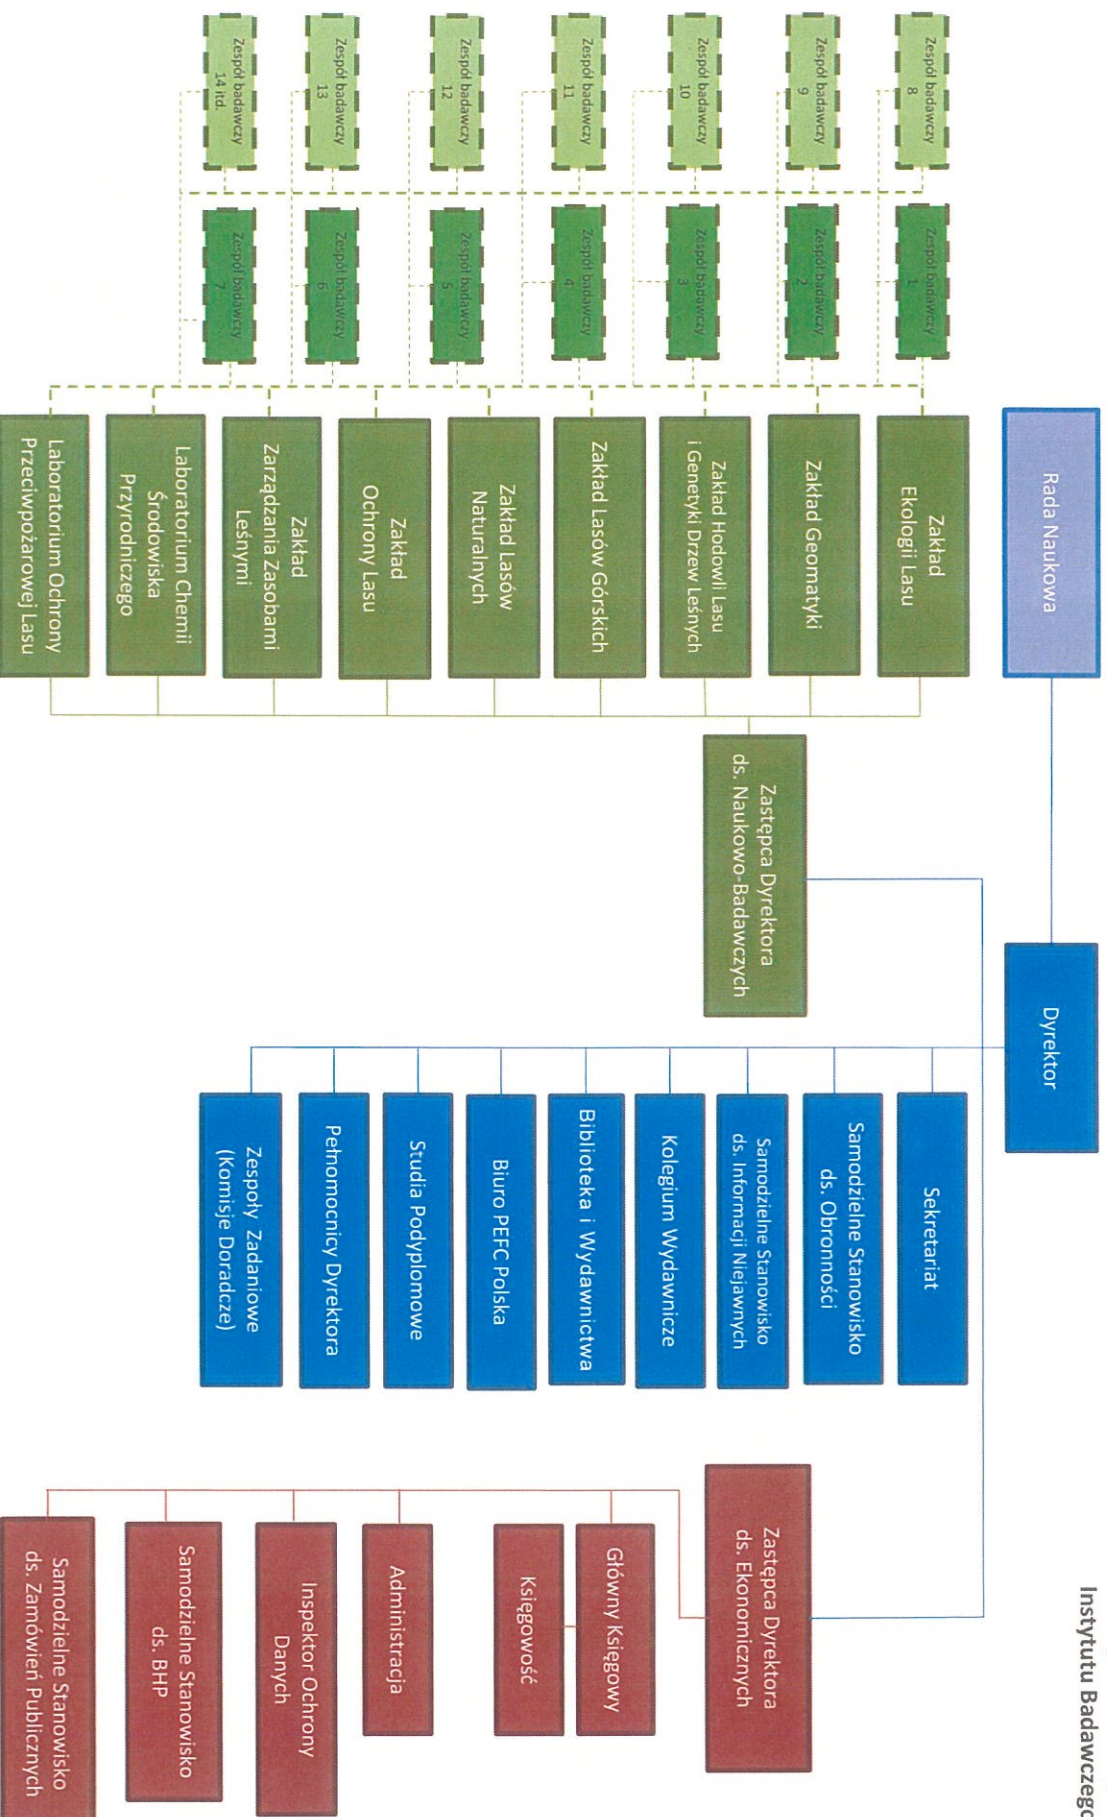 Instytutu Badawczego
Rada Naukowa
Dyrektor
Zastępca Dyrektora
ds. Naukowo-Badawczych
Zastępca Dyrektora
ds. Ekonomicznych
Zakład
Ekologii Lasu
Zakład Geomatyki
Zakład Hodowli Lasu
i Genetyki Drzew Leśnych
Zakład Lasów Górskich
Zakład Lasów
Naturalnych
Zakład
Ochrony Lasu
Zakład
Zarządzania Zasobami
Leśnymi
Laboratorium Chemii
Środowiska
Przyrodniczego
Laboratorium Ochrony
Przeciwpożarowej Lasu
Zespół badawczy
1
Zespół badawczy
2
Zespół badawczy
3
Zespół badawczy
4
Zespół badawczy
5
Zespół badawczy
6
Zespół badawczy
7
Zespół badawczy
8
Zespół badawczy
9
Zespół badawczy
10
Zespół badawczy
11
Zespół badawczy
12
Zespół badawczy
13
Zespół badawczy
14 itd.
Sekretariat
Samodzielne Stanowisko
ds. Obronności
Samodzielne Stanowisko
ds. Informacji Niejawnych
Kolegium Wydawnicze
Biblioteka i Wydawnictwa
Biuro PEFC Polska
Studia Podyplomowe
Pełnomocnicy Dyrektora
Zespoły Zadaniowe
(Komisje Doradcze)
Główny Księgowy
Księgowość
Administracja
Inspektor Ochrony
Danych
Samodzielne Stanowisko
ds. BHP
Samodzielne Stanowisko
ds. Zamówień Publicznych